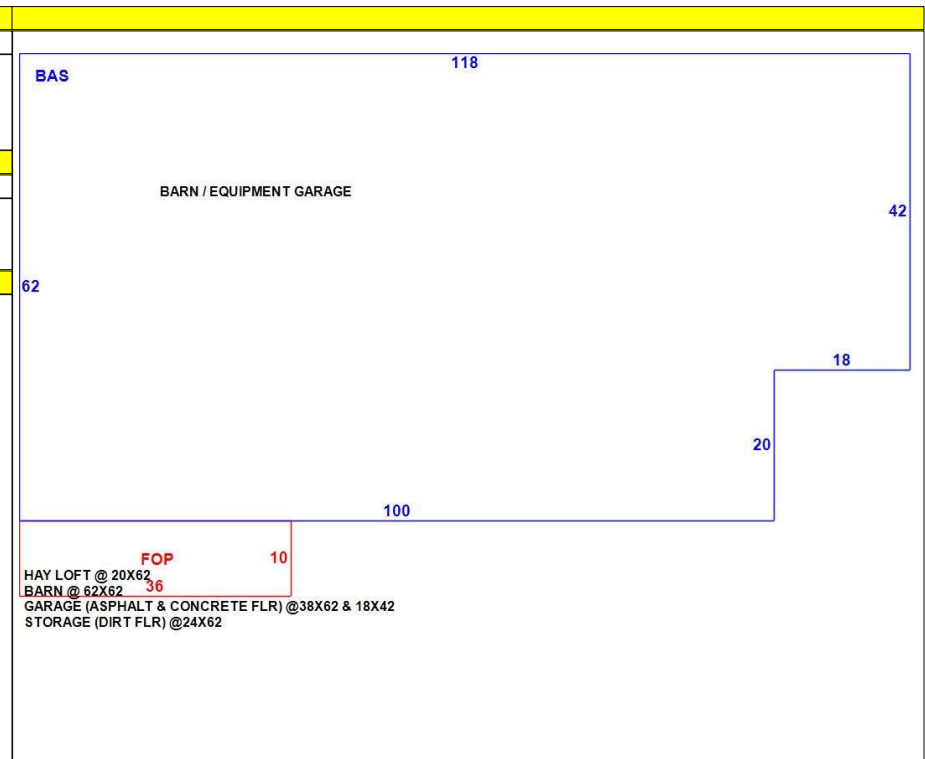 118
BAS
BARN / EQUIPMENT GARAGE
42
62
18
20
100
FOP
10
HAY LOFT @ 20X62
36
BARN @ 62X62
GARAGE (ASPHALT & CONCRETE FLR) @38X62 & 18X42
STORAGE (DIRT FLR) @24X62